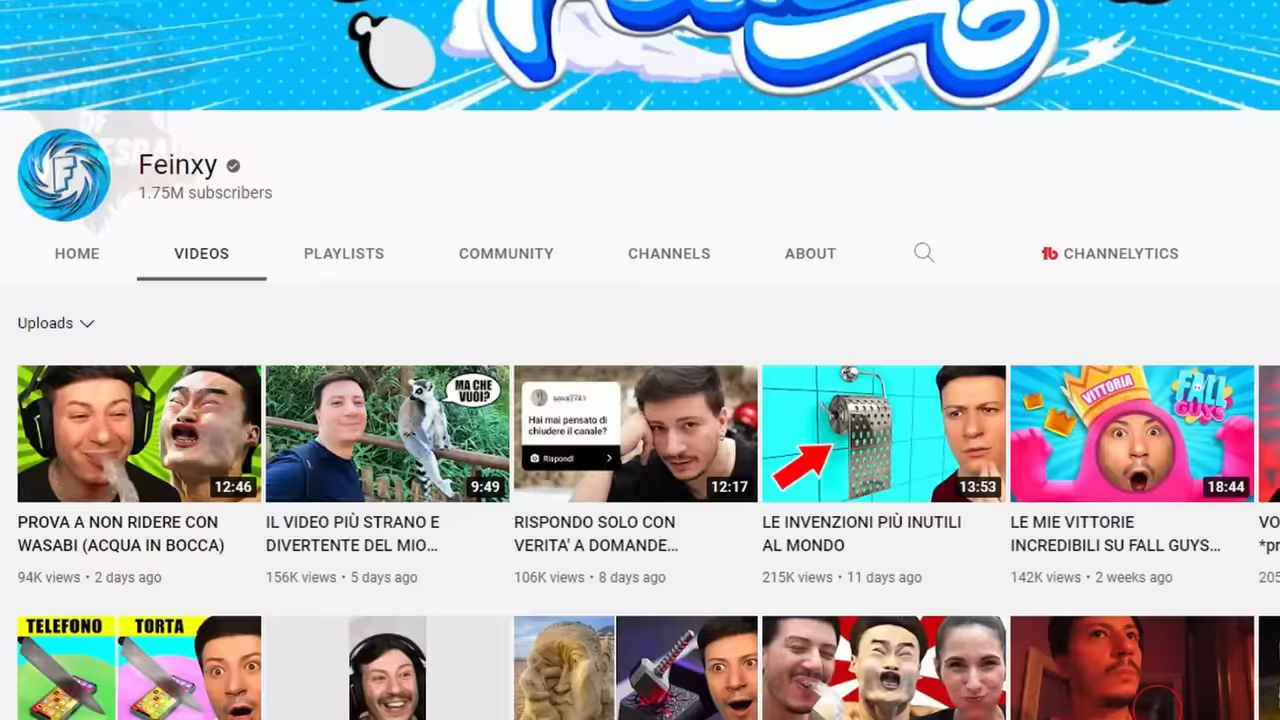 Feinxy
1.75M subscribers
HOME VIDEOS PLAYLISTS COMMUNITY CHANNELS ABOUT CHANNELYTICS
Uploads
MA CHE
VUOI?
Hai mai pensato di
chiudere il canale?
Rispondi
VITTORIA
FALL
GUYS
12:46
9:49
12:17
13:53
18:44
PROVA A NON RIDERE CON
WASABI (ACQUA IN BOCCA)
94K views • 2 days ago
IL VIDEO PIÙ STRANO E
DIVERTENTE DEL MIO...
156K views • 5 days ago
RISPONDO SOLO CON
VERITA' A DOMANDE...
106K views • 8 days ago
LE INVENZIONI PIÙ INUTILI
AL MONDO
215K views • 11 days ago
LE MIE VITTORIE
INCREDIBILI SU FALL GUYS...
142K views • 2 weeks ago
VO
*pr
205
TELEFONO
TORTA